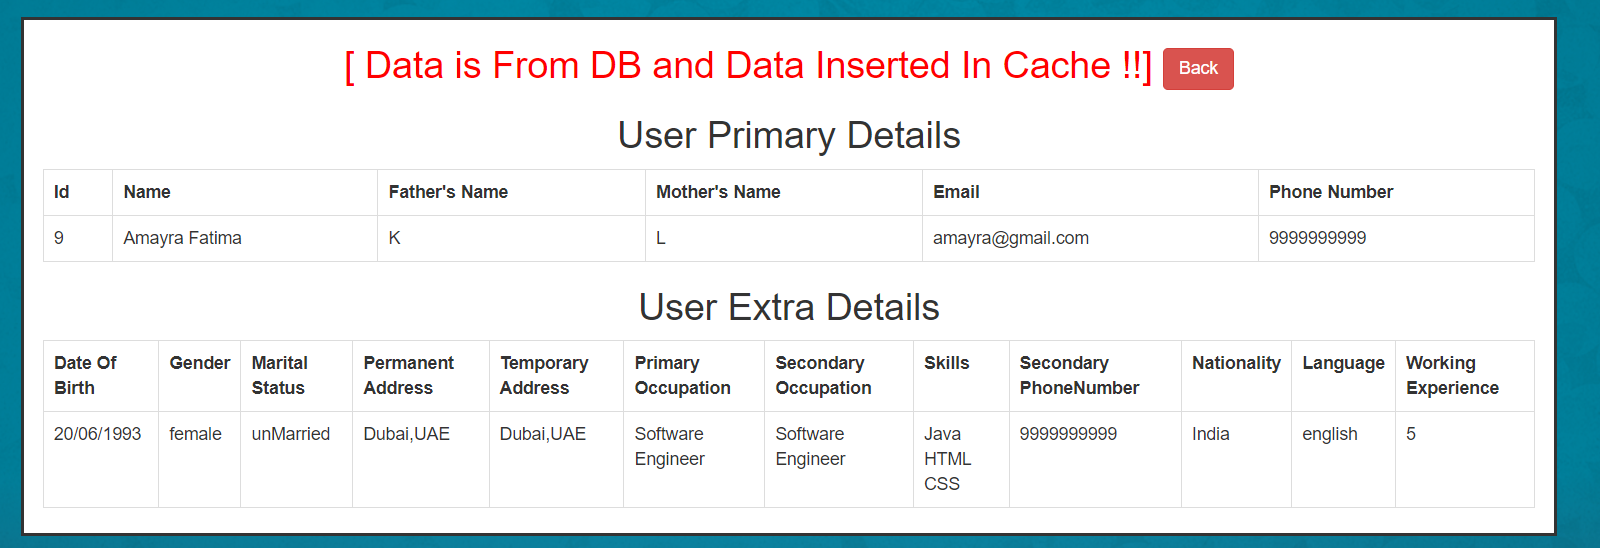 [ Data is From DB and Data Inserted In Cache !!] Back
User Primary Details
Id Name Father's Name Mother's Name Email Phone Number
9 Amayra Fatima K L amayra@gmail.com 9999999999
User Extra Details
Date Of Gender Marital Permanent Temporary Primary Secondary Skills Secondary Nationality Language Working
Birth Status Address Address Occupation Occupation PhoneNumber Experience
20/06/1993 female unMarried Dubai,UAE Dubai,UAE Software Software Java 9999999999 India english 5
Engineer Engineer HTML
CSS